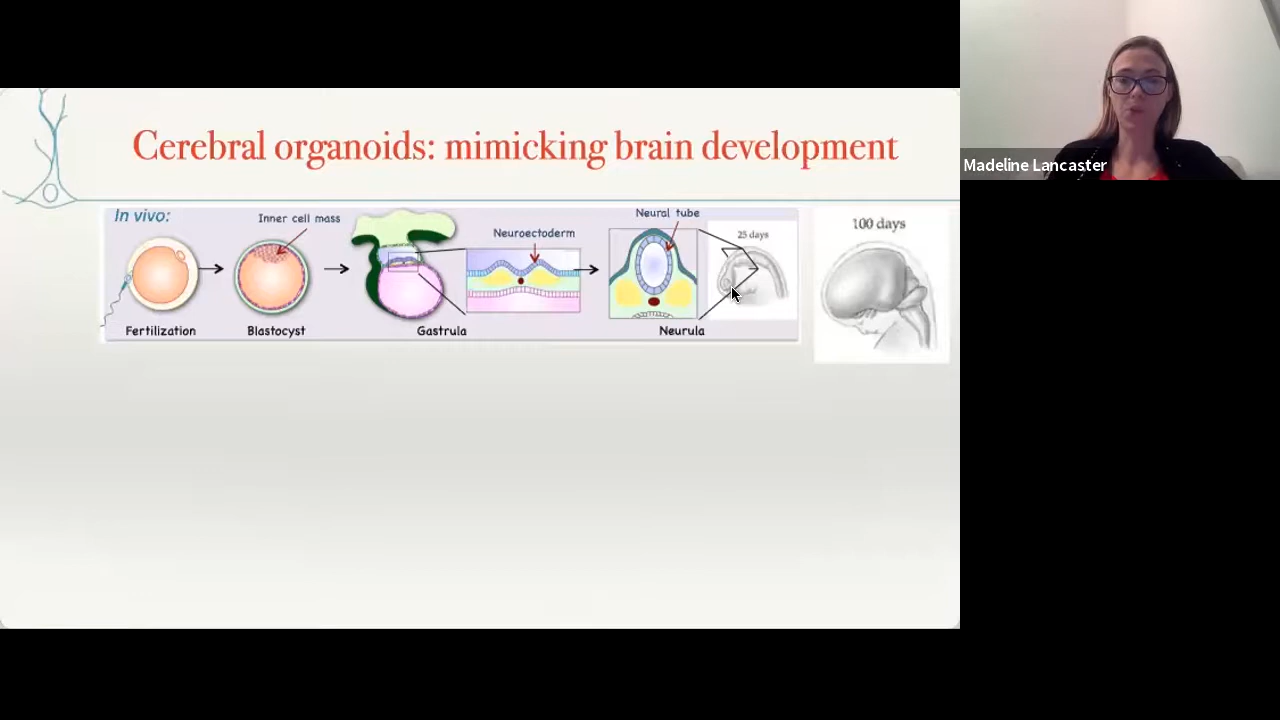 Cerebral organoids: mimicking brain development
Madeline Lancaster
In vivo:
Inner cell mass
Neuroectoderm
Neural tube
25 days
100 days
Fertilization
Blastocyst
Gastrula
Neurula